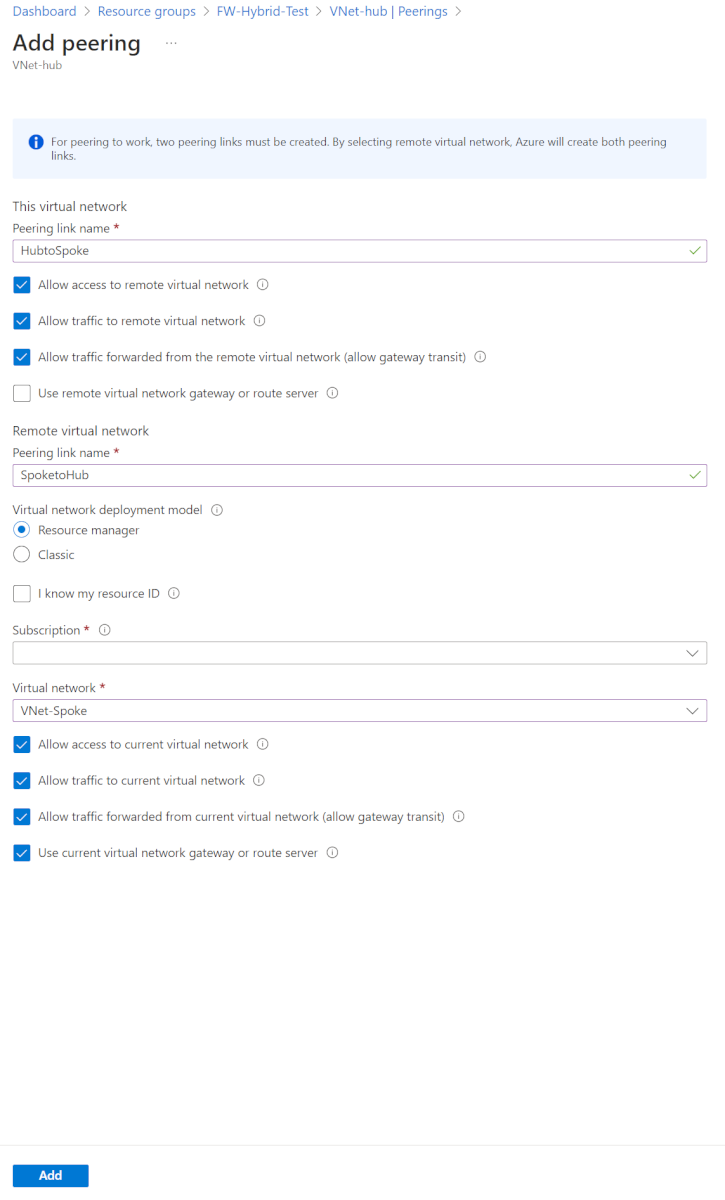 Dashboard > Resource groups > FW-Hybrid-Test > VNet-hub | Peerings >
Add peering ...
VNet-hub
For peering to work, two peering links must be created. By selecting remote virtual network, Azure will create both peering
links.
This virtual network
Peering link name *
HubtoSpoke
Allow access to remote virtual network
Allow traffic to remote virtual network
Allow traffic forwarded from the remote virtual network (allow gateway transit)
Use remote virtual network gateway or route server
Remote virtual network
Peering link name *
SpoketoHub
Virtual network deployment model
Resource manager
Classic
I know my resource ID
Subscription *
Virtual network *
VNet-Spoke
Allow access to current virtual network
Allow traffic to current virtual network
Allow traffic forwarded from current virtual network (allow gateway transit)
Use current virtual network gateway or route server
Add